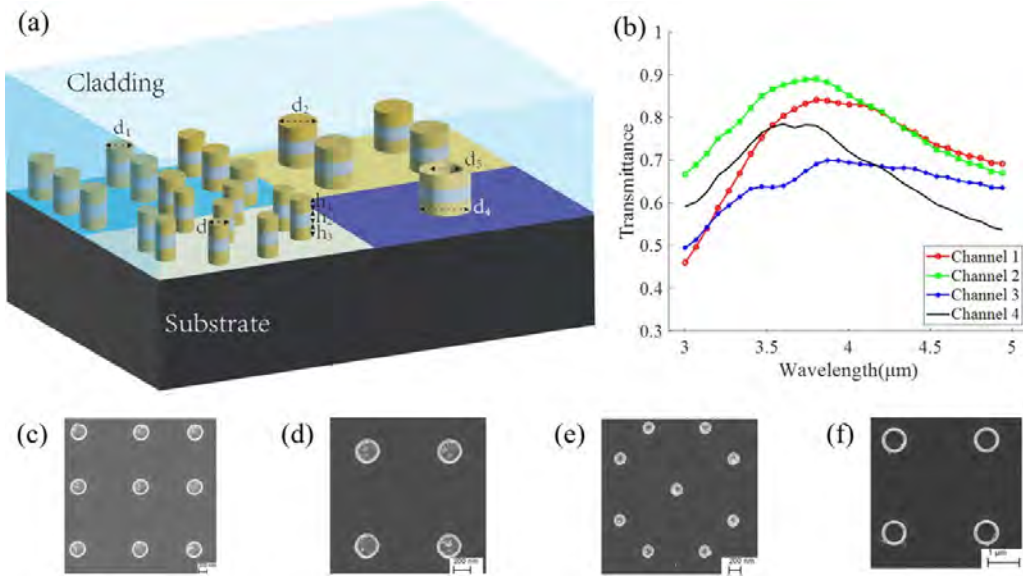 (a)
Cladding
d₁
d₂
d₅
d₄
d
h₁
h₂
h₃
Substrate
(b)
Transmittance
1
0.9
0.8
0.7
0.6
0.5
0.4
0.3
3
3.5
4
4.5
5
Wavelength(μm)
Channel 1
Channel 2
Channel 3
Channel 4
(c)
(d)
200 nm
(e)
200 nm
(f)
1 μm